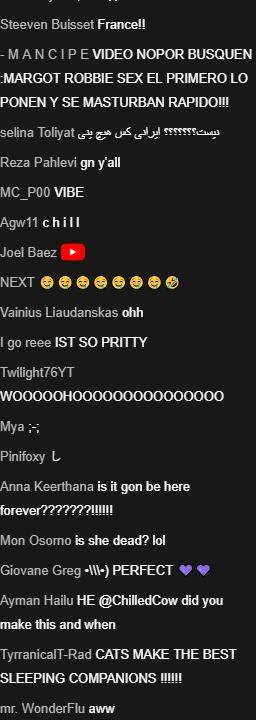 Steeven Buisset France!!
- M A N C I P E VIDEO NOPOR BUSQUEN
:MARGOT ROBBIE SEX EL PRIMERO LO
PONEN Y SE MASTURBAN RAPIDO!!!
selina Toliyat نیست؟؟؟؟؟؟؟ ایرانی کس هیچ ینی
Reza Pahlevi gn y'all
MC_P00 VIBE
Agw11 c h i l l
Joel Baez
NEXT 😊😊😊😊😊😊😊🤣
Vainius Liaudanskas ohh
I go reee IST SO PRITTY
Twilight76YT
WOOOOOHOOOOOOOOOOOOOOO
Mya ;-;
Pinifoxy し
Anna Keerthana is it gon be here
forever???????!!!!!!
Mon Osorno is she dead? lol
Giovane Greg •\\\•) PERFECT 💜💜
Ayman Hailu HE @ChilledCow did you
make this and when
TyrranicalT-Rad CATS MAKE THE BEST
SLEEPING COMPANIONS !!!!!!
mr. WonderFlu aww